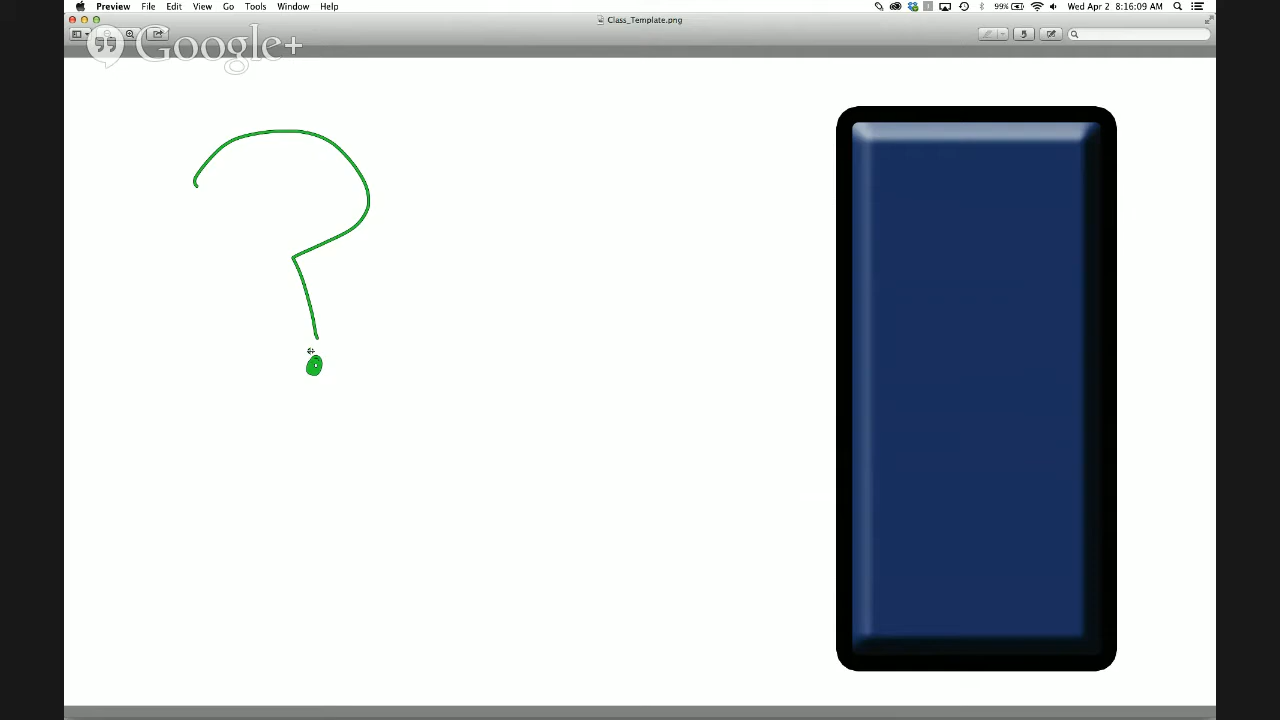 Preview File Edit View Go Tools Window Help 99% Wed Apr 2 8:16:09 AM
Class_Template.png
Google+
?